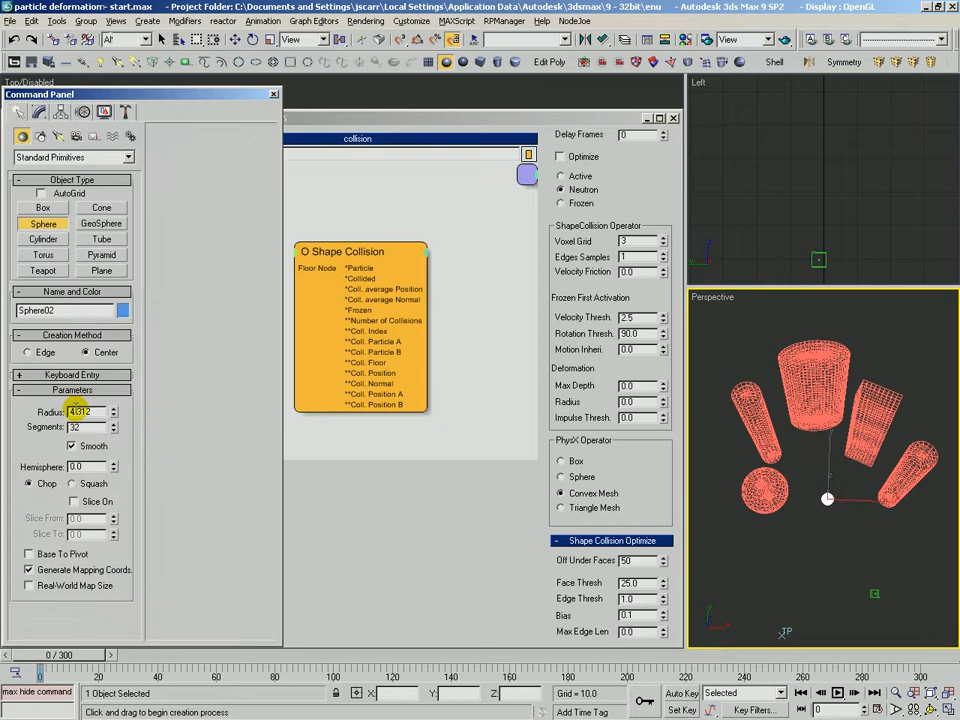 particle deformation- start.max - Project Folder: C:\Documents and Settings\jscarr\Local Settings\Application Data\Autodesk\3dsmax\9 - 32bit\enu - Autodesk 3ds Max 9 SP2 - Display : OpenGL
File Edit Tools Group Views Create Modifiers reactor Animation Graph Editors Rendering Customize MAXScript RPManager Help NodeJoe
All View View
Edit Poly Shell Symmetry
Top/Disabled
Left
Command Panel
Standard Primitives
Object Type
AutoGrid
Box Cone
Sphere GeoSphere
Cylinder Tube
Torus Pyramid
Teapot Plane
Name and Color
Sphere02
Creation Method
Edge Center
Keyboard Entry
Parameters
Radius: 4.312
Segments: 32
Smooth
Hemisphere: 0.0
Chop Squash
Slice On
Slice From: 0.0
Slice To: 0.0
Base To Pivot
Generate Mapping Coords.
Real-World Map Size
collision
O Shape Collision
Floor Node *Particle
*Collided
*Coll. average Position
*Coll. average Normal
*Frozen
**Number of Collisions
**Coll. Index
**Coll. Particle A
**Coll. Particle B
**Coll. Floor
**Coll. Position
**Coll. Normal
**Coll. Position A
**Coll. Position B
Delay Frames 0
Optimize
Active
Neutron
Frozen
ShapeCollision Operator
Voxel Grid 3
Edges Samples 1
Velocity Friction 0.0
Frozen First Activation
Velocity Thresh. 2.5
Rotation Thresh. 90.0
Motion Inheri. 0.0
Deformation
Max Depth 0.0
Radius 0.0
Impulse Thresh. 0.0
PhysX Operator
Box
Sphere
Convex Mesh
Triangle Mesh
Shape Collision Optimize
Off Under Faces 50
Face Thresh 25.0
Edge Thresh 1.0
Bias 0.1
Max Edge Len 0.0
Perspective
TP
0 / 300
0 50 100 150 200 250 300
max hide command
1 Object Selected X: Y: Z: Grid = 10.0 Auto Key Selected
Click and drag to begin creation process Add Time Tag Set Key Key Filters... 0